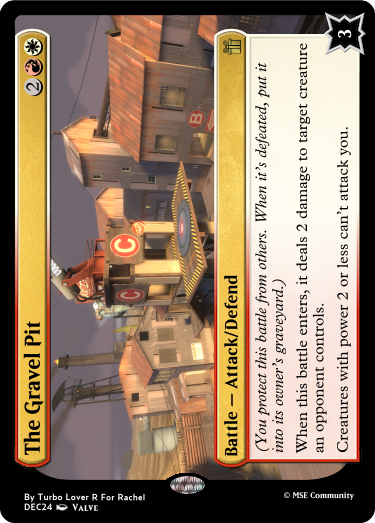 The Gravel Pit
2
Battle — Attack/Defend
(You protect this battle from others. When it's defeated, put it
into its owner's graveyard.)
When this battle enters, it deals 2 damage to target creature
an opponent controls.
Creatures with power 2 or less can't attack you.
3
B
C
C
By Turbo Lover R For Rachel
DEC24 VALVE
© MSE Community